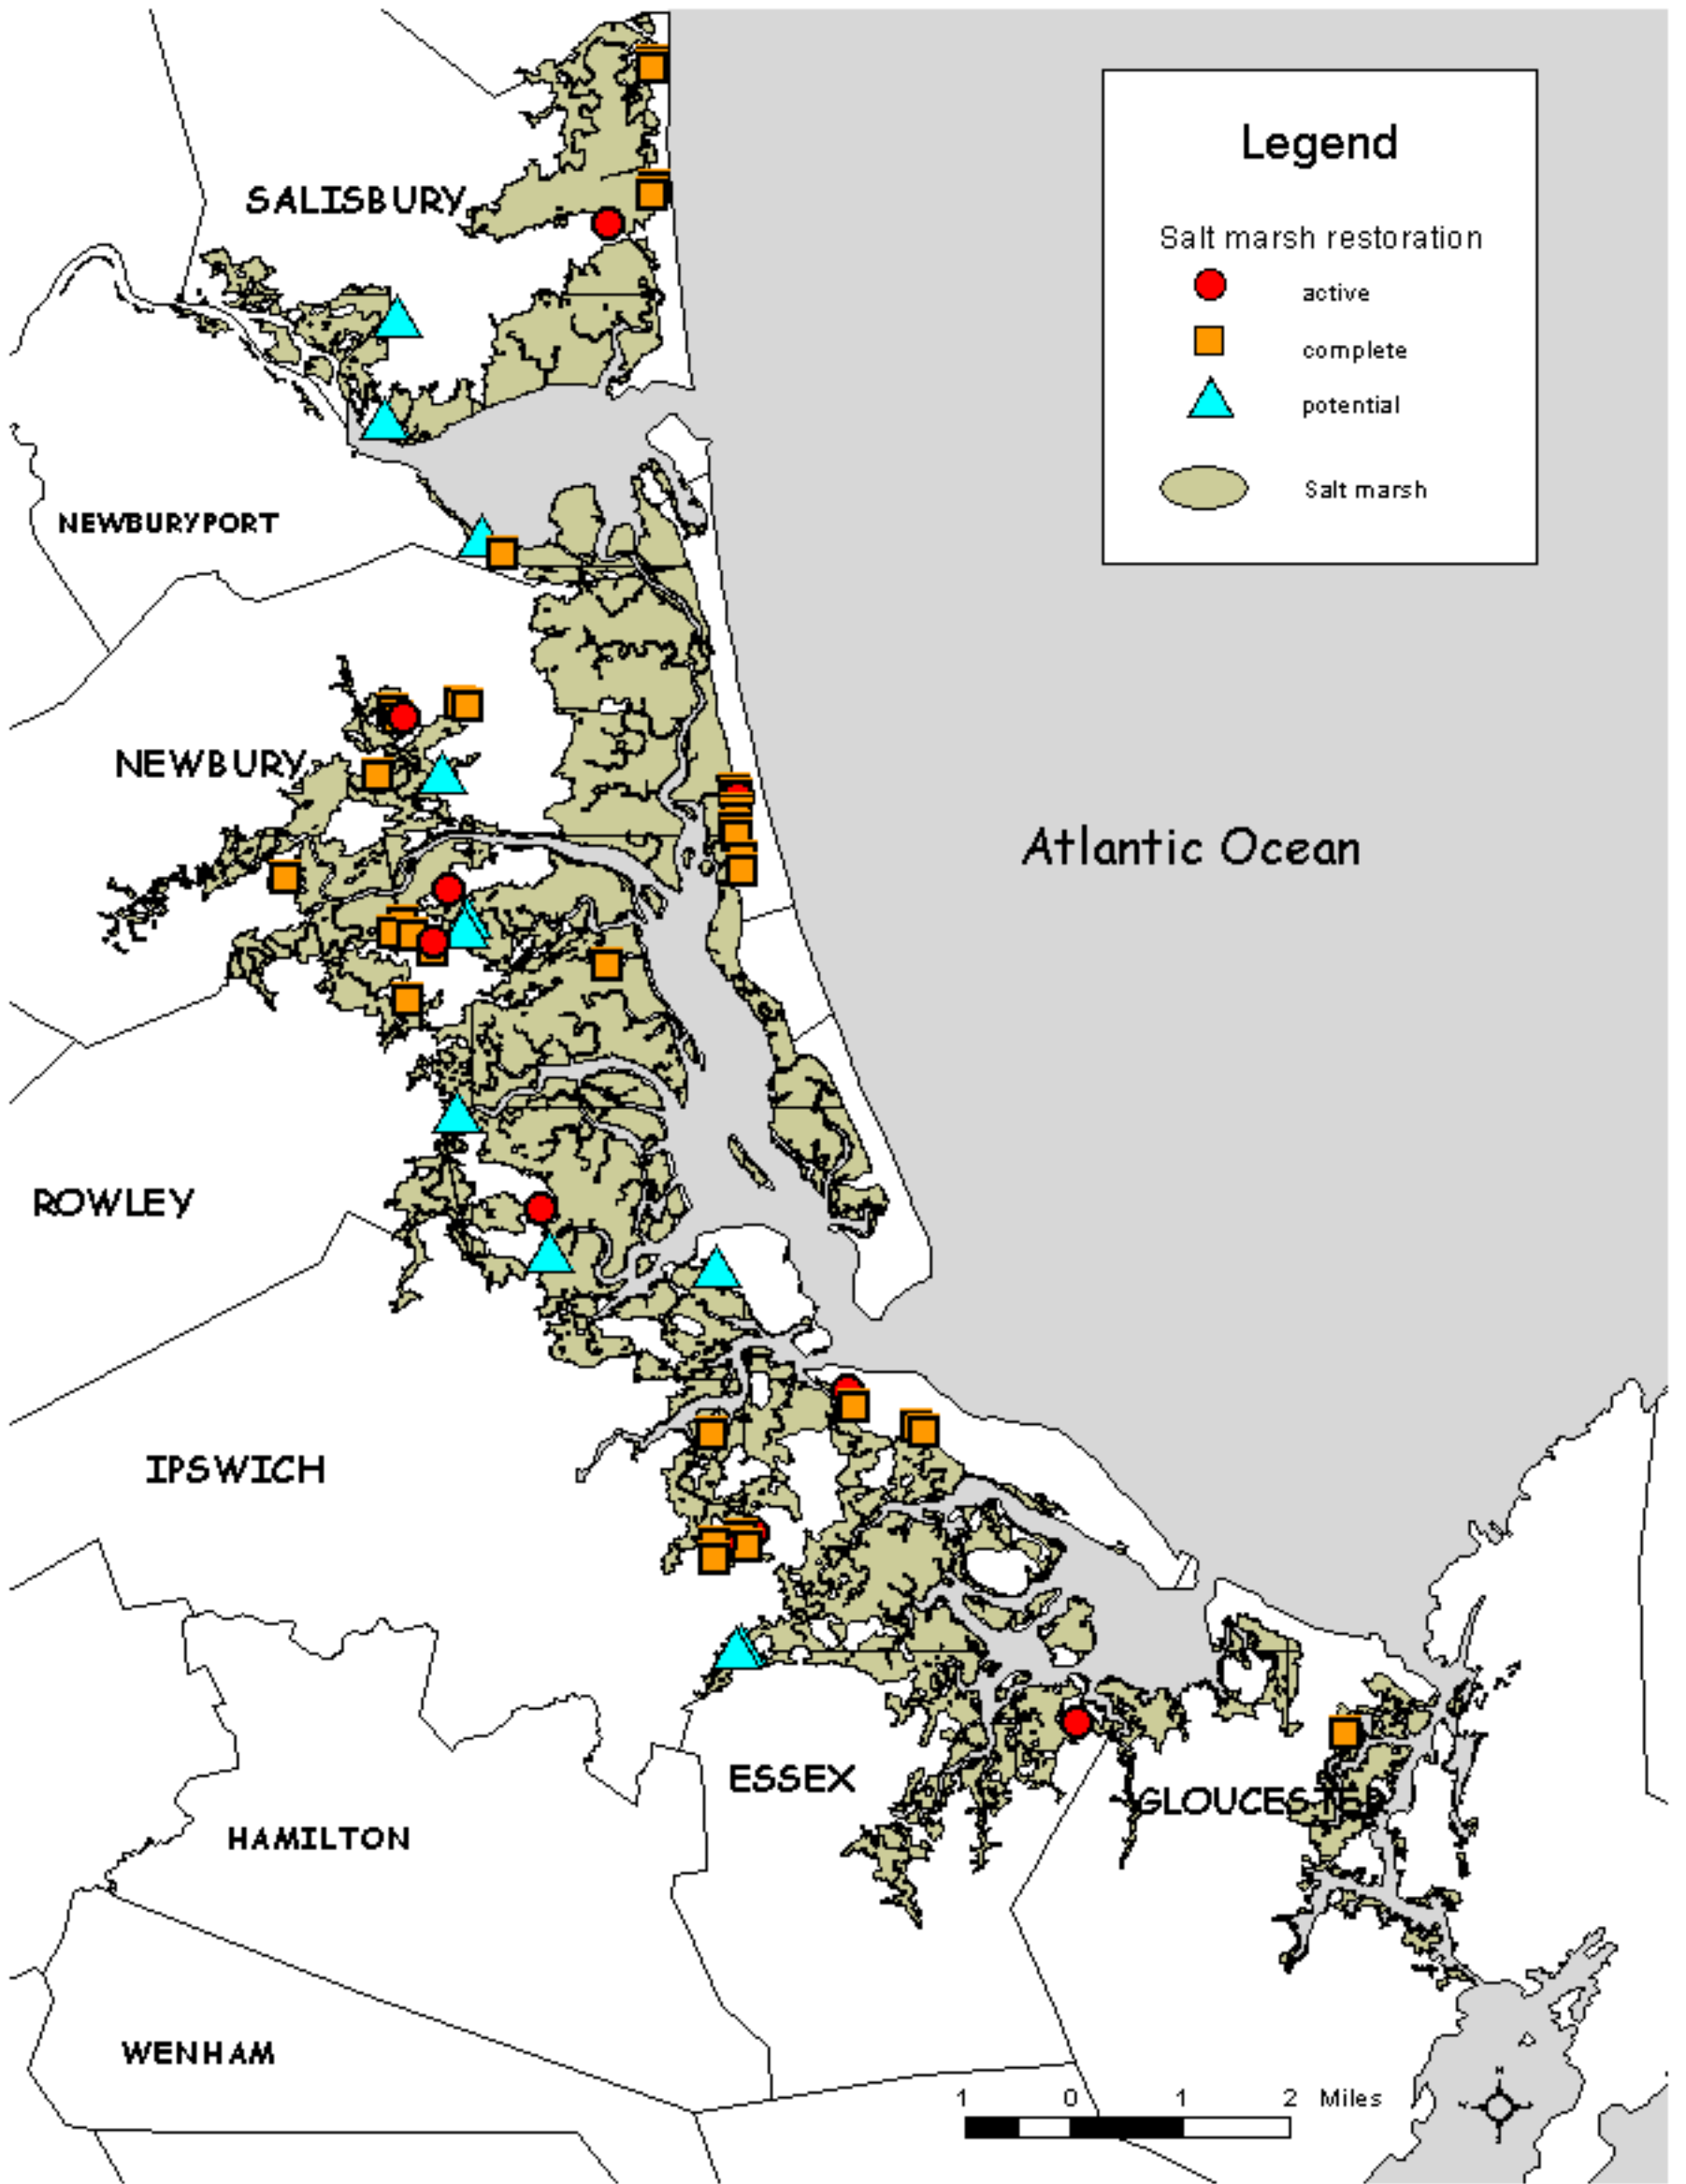 Legend
SALISBURY
Salt marsh restoration
active
complete
potential
Salt marsh
NEWBURYPORT
NEWBURY
Atlantic Ocean
ROWLEY
IPSWICH
ESSEX
GLOUCESTER
HAMILTON
WENHAM
1 0 1 2 Miles
N